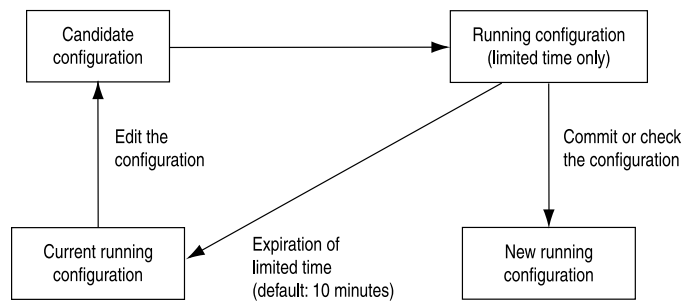 Candidate
configuration
Running configuration
(limited time only)
Edit the
configuration
Commit or check
the configuration
Current running
configuration
Expiration of
limited time
(default: 10 minutes)
New running
configuration